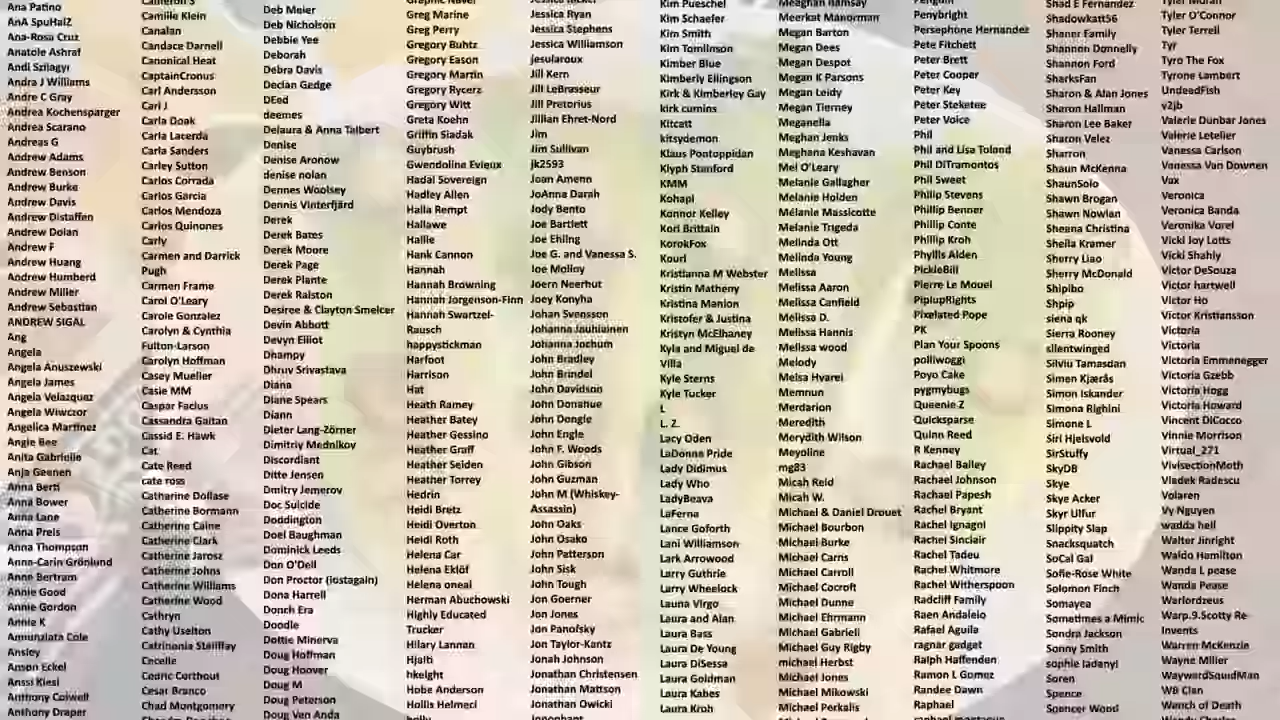 Ana Patino
AnA SpuHaiZ
Ana-Rosa Cruz
Anatole Ashraf
Andi Szilagyi
Andra J Williams
Andre C Gray
Andrea Kochensparger
Andrea Scarano
Andreas G
Andrew Adams
Andrew Benson
Andrew Burke
Andrew Davis
Andrew Distaffen
Andrew Dolan
Andrew F
Andrew Huang
Andrew Humberd
Andrew Miller
Andrew Sebastian
ANDREW SIGAL
Ang
Angela
Angela Anuszewski
Angela James
Angela Velazquez
Angela Wiwczor
Angelica Martinez
Angie Bee
Anita Gabrielle
Anja Geenen
Anna Berti
Anna Bower
Anna Lane
Anna Preis
Anna Thompson
Anna-Carin Grönlund
Anne Bertram
Annie Good
Annie Gordon
Annie K
Annunziata Cole
Ansley
Anson Eckel
Anssi Kiesi
Anthony Colwell
Anthony Draper
Cameron S
Camille Klein
Canalan
Candace Darnell
Canonical Heat
CaptainCronus
Carl Andersson
Carl J
Carla Doak
Carla Lacerda
Carla Sanders
Carley Sutton
Carlos Corrada
Carlos Garcia
Carlos Mendoza
Carlos Quinones
Carly
Carmen and Darrick
Pugh
Carmen Frame
Carol O'Leary
Carole Gonzalez
Carolyn & Cynthia
Fulton-Larson
Carolyn Hoffman
Casey Mueller
Casie MM
Caspar Facius
Cassandra Gaitan
Cassid E. Hawk
Cat
Cate Reed
cate ross
Catharine Dollase
Catherine Bormann
Catherine Caine
Catherine Clark
Catherine Jarosz
Catherine Johns
Catherine Williams
Catherine Wood
Cathryn
Cathy Uselton
Catrinonia Staliffay
Cecelle
Cedric Corthout
Cesar Branco
Chad Montgomery
Deb Meier
Deb Nicholson
Debbie Yee
Deborah
Debra Davis
Declan Gedge
DEed
deemes
Delaura & Anna Talbert
Denise
Denise Aronow
denise nolan
Dennes Woolsey
Dennis Vinterfjärd
Derek
Derek Bates
Derek Moore
Derek Page
Derek Plante
Derek Ralston
Desiree & Clayton Smelcer
Devin Abbott
Devyn Elliot
Dhampy
Dhruv Srivastava
Diana
Diane Spears
Diann
Dieter Lang-Zörner
Dimitriy Mednikov
Discordiant
Ditte Jensen
Dmitry Jemerov
Doc Suicide
Doddington
Doel Baughman
Dominick Leeds
Don O'Dell
Don Proctor (jostagain)
Dona Harrell
Donch Era
Doodle
Dottie Minerva
Doug Hoffman
Doug Hoover
Doug M
Doug Peterson
Doug Ven Anda
Greg Marine
Greg Perry
Gregory Buhtz
Gregory Eason
Gregory Martin
Gregory Rycerz
Gregory Witt
Greta Koehn
Griffin Siadak
Guybrush
Gwendoline Evieux
Hadal Sovereign
Hadley Allen
Halla Rempt
Hallawe
Hallie
Hank Cannon
Hannah
Hannah Browning
Hannah Jorgenson-Finn
Hannah Swartzel-
Rausch
happystickman
Harfoot
Harrison
Hat
Heath Ramey
Heather Batey
Heather Gessino
Heather Graff
Heather Seiden
Heather Torrey
Hedrin
Heidi Bretz
Heidi Overton
Heidi Roth
Helena Car
Helena Eklöf
Helena oneal
Herman Abuchowski
Highly Educated
Trucker
Hilary Lannan
Hjalti
hkelght
Hobe Anderson
Hollis Helmeci
Jessica Ryan
Jessica Stephens
Jessica Williamson
jesularoux
Jill Kern
Jill LeBrasseur
Jill Pretorius
Jillian Ehret-Nord
Jim
Jim Sullivan
jk2593
Joan Amenn
JoAnna Darah
Jody Bento
Joe Bartlett
Joe Ehling
Joe G. and Vanessa S.
Joe Molloy
Joern Neerhut
Joey Konyha
Johan Svensson
Johanna Jauhiainen
Johanna Jochum
John Bradley
John Brindel
John Davidson
John Donahue
John Dongle
John Engle
John F. Woods
John Gibson
John Guzman
John M (Whiskey-
Assassin)
John Oaks
John Osako
John Patterson
John Sisk
John Tough
Jon Goerner
Jon Jones
Jon Panofsky
Jon Taylor-Kantz
Jonah Johnson
Jonathan Christensen
Jonathan Mattson
Jonathan Owicki
Kim Pueschel
Kim Schaefer
Kim Smith
Kim Tomlinson
Kimber Blue
Kimberly Ellingson
Kirk & Kimberley Gay
kirk cumins
Kitcatt
kitsydemon
Klaus Pontoppidan
Klyph Stanford
KMM
Kohapi
Konnor Kelley
Kori Brittain
KorokFox
Kourl
Kristianna M Webster
Kristin Matheny
Kristina Manion
Kristofer & Justina
Kristyn McElhaney
Kyla and Miguel de
Villa
Kyle Sterns
Kyle Tucker
L
L. Z.
Lacy Oden
LaDonna Pride
Lady Didimus
Lady Who
LadyBeava
LaFerna
Lance Goforth
Lani Williamson
Lark Arrowood
Larry Guthrie
Larry Wheelock
Launa Virgo
Laura and Alan
Laura Bass
Laura De Young
Laura DiSessa
Laura Goldman
Laura Kabes
Laura Kroh
Meaghan Ramsay
Meerkat Manorman
Megan Barton
Megan Dees
Megan Despot
Megan K Parsons
Megan Leidy
Megan Tierney
Meganella
Meghan Jenks
Meghana Keshavan
Mel O'Leary
Melanie Gallagher
Melanie Holden
Mélanie Massicotte
Melanie Trigeda
Melinda Ott
Melinda Young
Melissa
Melissa Aaron
Melissa Canfield
Melissa D.
Melissa Hannis
Melissa wood
Melody
Melsa Hvarei
Memnun
Merdarion
Meredith
Merydith Wilson
Meyoline
mg83
Micah Reid
Micah W.
Michael & Daniel Drouet
Michael Bourbon
Michael Burke
Michael Carns
Michael Carroll
Michael Cocroft
Michael Dunne
Michael Ehrmann
Michael Gabrieli
Michael Guy Rigby
michael Herbst
Michael Jones
Michael Mikowski
Michael Perkalis
Penguin
Penybright
Persephone Hernandez
Pete Fitchett
Peter Brett
Peter Cooper
Peter Key
Peter Steketee
Peter Voice
Phil
Phil and Lisa Toland
Phil DiTramontos
Phil Sweet
Philip Stevens
Phillip Benner
Phillip Conte
Phillip Kroh
Phyllis Alden
PickleBill
Pierre Le Mouel
PiplupRights
Pixelated Pope
PK
Plan Your Spoons
polliwoggi
Poyo Cake
pygmybugs
Queenie Z
Quicksparse
Quinn Reed
R Kenney
Rachael Bailey
Rachael Johnson
Rachael Papesh
Rachel Bryant
Rachel Ignagni
Rachel Sinclair
Rachel Tadeu
Rachel Whitmore
Rachel Witherspoon
Radcliff Family
Raen Andaleio
Rafael Aguila
ragnar gadget
Ralph Haffenden
Ramon L Gomez
Randee Dawn
Raphael
Shad E Fernandez
Shadowkatt56
Shaner Family
Shannon Donnelly
Shannon Ford
SharksFan
Sharon & Alan Jones
Sharon Hallman
Sharon Lee Baker
Sharon Velez
Sharron
Shaun McKenna
ShaunSolo
Shawn Brogan
Shawn Nowlan
Sheana Christina
Sheila Kramer
Sherry Liao
Sherry McDonald
Shipibo
Shpip
siena qk
Sierra Rooney
silentwinged
Silviu Tamasdan
Simen Kjærås
Simon Iskander
Simona Righini
Simone L
Siri Hjelsvold
SirStuffy
SkyDB
Skye
Skye Acker
Skyr Ulfur
Slippity Slap
Snacksquatch
SoCal Gal
Sofie-Rose White
Solomon Finch
Somayea
Sometimes a Mimic
Sondra Jackson
Sonny Smith
sophie ladanyi
Soren
Spence
Spencer Wood
Tyler O'Connor
Tyler Terrell
Tyr
Tyro The Fox
Tyrone Lambert
UndeadFish
v2jb
Valerie Dunbar Jones
Valerie Letelier
Vanessa Carlson
Vanessa Van Downen
Vax
Veronica
Veronica Banda
Veronika Varel
Vicki Joy Lotts
Vicki Shahly
Victor DeSouza
Victor hartwell
Victor Ho
Victor Kristiansson
Victoria
Victoria
Victoria Emmenegger
Victoria Gzebb
Victoria Hogg
Victoria Howard
Vincent DiCocco
Vinnie Morrison
Virtual_271
VivisectionMoth
Vladek Radescu
Volaren
Vy Nguyen
wadda hell
Walter Jinright
Waldo Hamilton
Wanda L pease
Wanda Pease
Warlordzeus
Warp.9.Scotty Re-
Invents
Warren McKenzie
Wayne Miller
WaywardSquidMan
WB Clan
Wench of Death